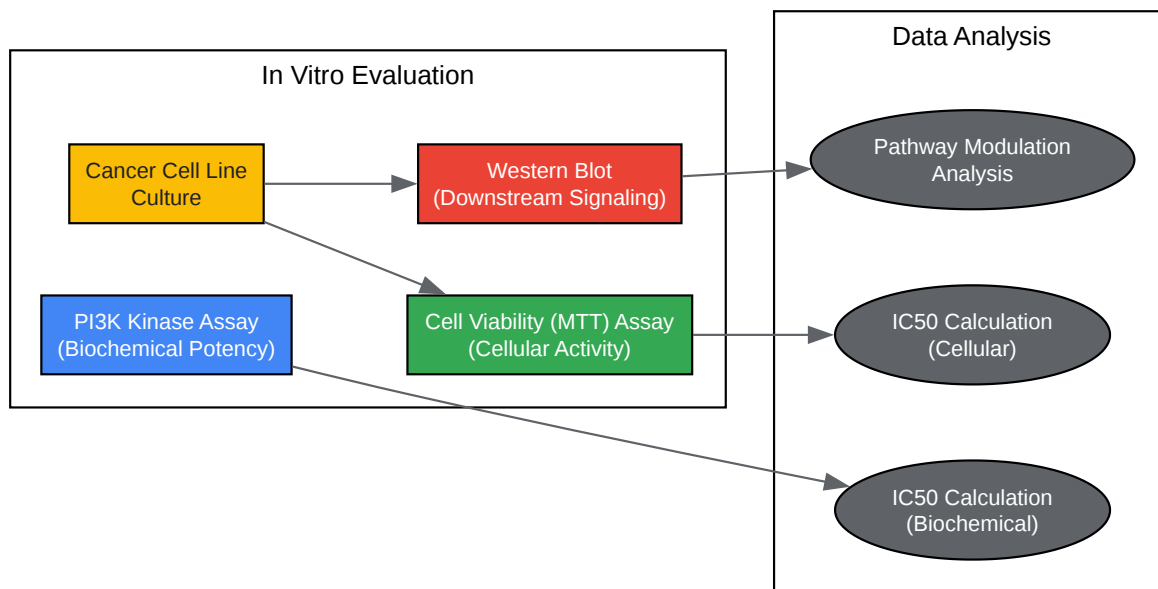 In Vitro Evaluation
Cancer Cell Line
Culture
Western Blot
(Downstream Signaling)
PI3K Kinase Assay
(Biochemical Potency)
Cell Viability (MTT) Assay
(Cellular Activity)
Data Analysis
Pathway Modulation
Analysis
IC50 Calculation
(Cellular)
IC50 Calculation
(Biochemical)